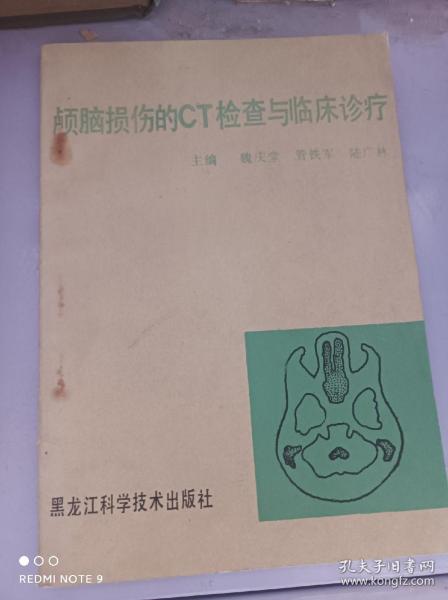 颅脑损伤的CT检查与临床诊疗
主编 魏庆堂 管铁军 陆广林
黑龙江科学技术出版社
REDMI NOTE 9
孔夫子旧书网
www.kongfz.com